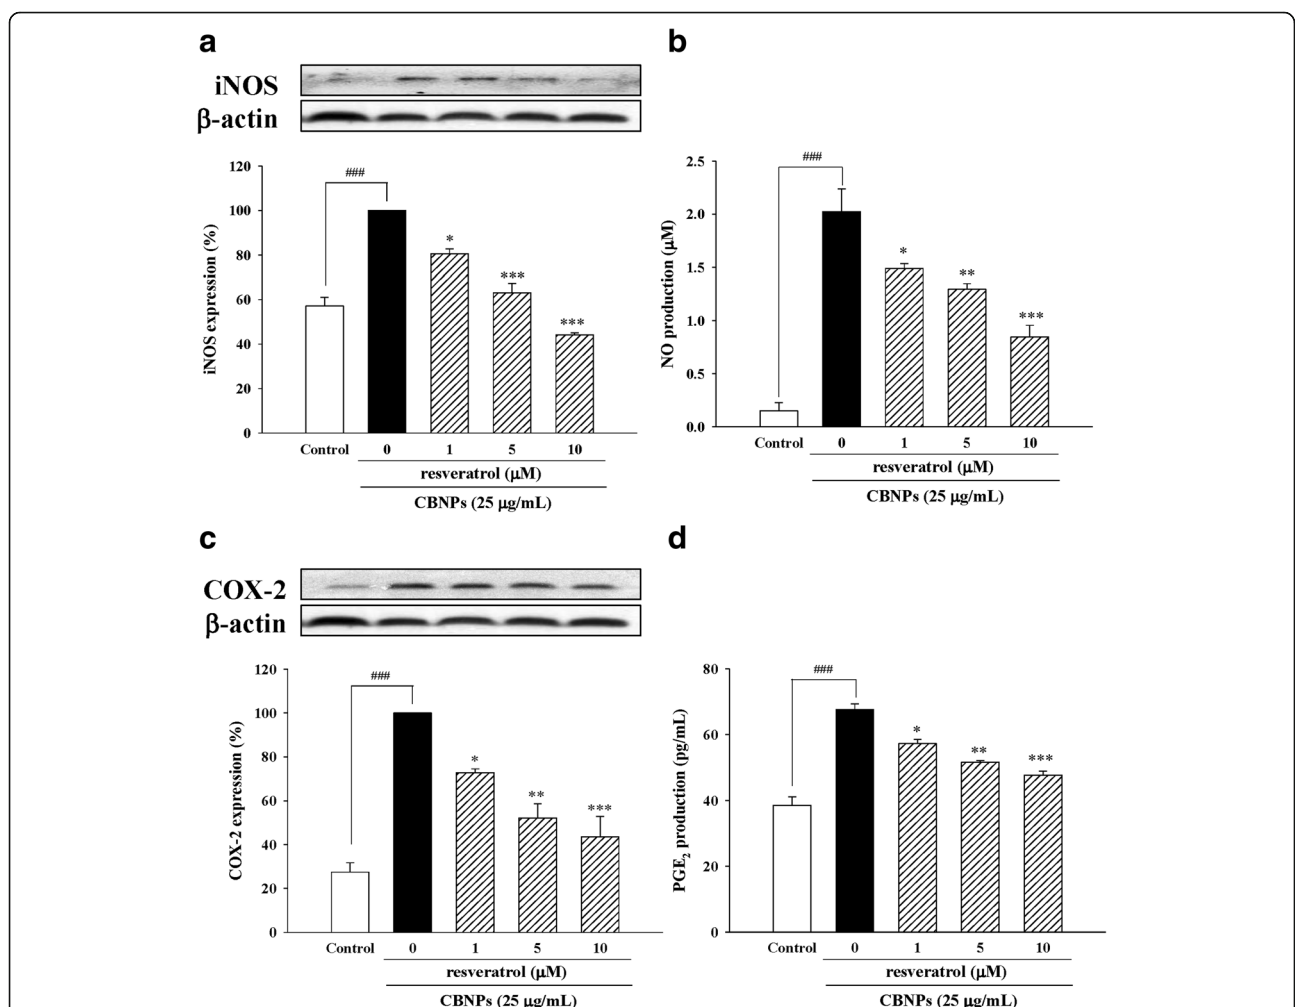 a
iNOS
β-actin
120
100
80
60
40
20
0
iNOS expression (%)
###
*
***
***
Control 0 1 5 10
resveratrol (μM)
CBNPs (25 μg/mL)
b
2.5
2.0
1.5
1.0
0.5
0.0
NO production (μM)
###
*
**
***
Control 0 1 5 10
resveratrol (μM)
CBNPs (25 μg/mL)
c
COX-2
β-actin
120
100
80
60
40
20
0
COX-2 expression (%)
###
*
**
***
Control 0 1 5 10
resveratrol (μM)
CBNPs (25 μg/mL)
d
80
60
40
20
0
PGE₂ production (pg/mL)
###
*
**
***
Control 0 1 5 10
resveratrol (μM)
CBNPs (25 μg/mL)